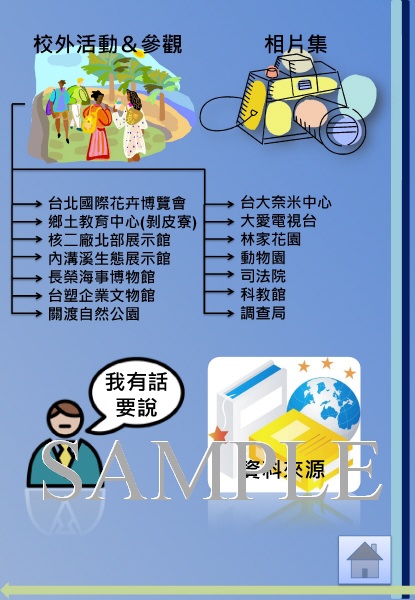 校外活動＆參觀
相片集
台北國際花卉博覽會
鄉土教育中心(剝皮寮)
核二廠北部展示館
內溝溪生態展示館
長榮海事博物館
台塑企業文物館
關渡自然公園
台大奈米中心
大愛電視台
林家花園
動物園
司法院
科教館
調查局
我有話
要說
資料來源
SAMPLE